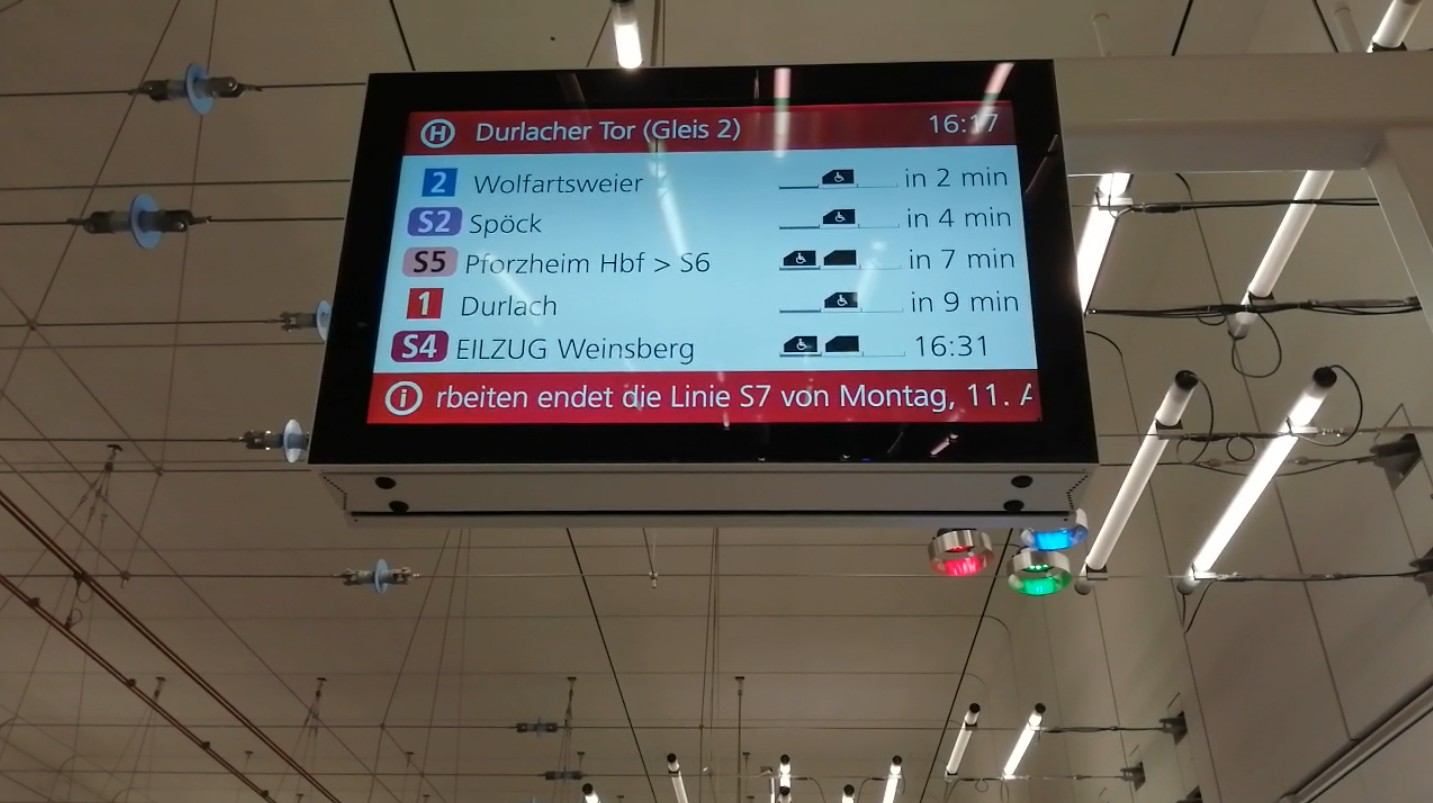 H Durlacher Tor (Gleis 2) 16:17
2 Wolfartsweier in 2 min
S2 Spöck in 4 min
S5 Pforzheim Hbf > S6 in 7 min
1 Durlach in 9 min
S4 EILZUG Weinsberg 16:31
i rbeiten endet die Linie S7 von Montag, 11. A